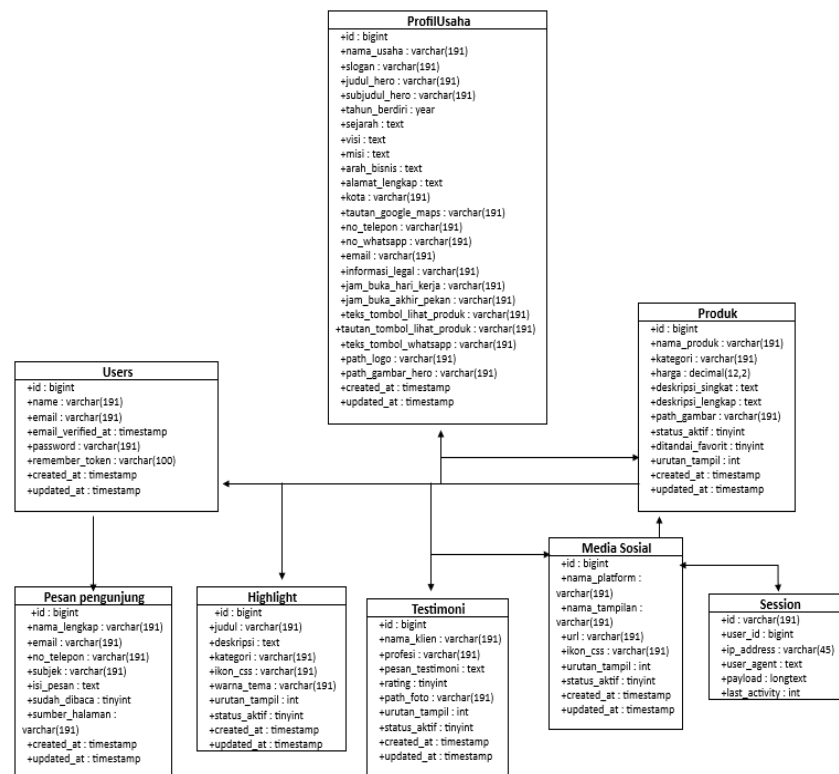 ProfilUsaha
+id : bigint
+nama_usaha : varchar(191)
+slogan : varchar(191)
+judul_hero : varchar(191)
+subjudul_hero : varchar(191)
+tahun_berdiri : year
+sejarah : text
+visi : text
+misi : text
+arah_bisnis : text
+alamat_lengkap : text
+kota : varchar(191)
+tautan_google_maps : varchar(191)
+no_telepon : varchar(191)
+no_whatsapp : varchar(191)
+email : varchar(191)
+informasi_legal : varchar(191)
+jam_buka_hari_kerja : varchar(191)
+jam_buka_akhir_pekan : varchar(191)
+teks_tombol_lihat_produk : varchar(191)
+tautan_tombol_lihat_produk : varchar(191)
+teks_tombol_whatsapp : varchar(191)
+path_logo : varchar(191)
+path_gambar_hero : varchar(191)
+created_at : timestamp
+updated_at : timestamp
Produk
+id : bigint
+nama_produk : varchar(191)
+kategori : varchar(191)
+harga : decimal(12,2)
+deskripsi_singkat : text
+deskripsi_lengkap : text
+path_gambar : varchar(191)
+status_aktif : tinyint
+ditandai_favorit : tinyint
+urutan_tampil : int
+created_at : timestamp
+updated_at : timestamp
Users
+id : bigint
+name : varchar(191)
+email : varchar(191)
+email_verified_at : timestamp
+password : varchar(191)
+remember_token : varchar(100)
+created_at : timestamp
+updated_at : timestamp
Pesan pengunjung
+id : bigint
+nama_lengkap : varchar(191)
+email : varchar(191)
+no_telepon : varchar(191)
+subjek : varchar(191)
+isi_pesan : text
+sudah_dibaca : tinyint
+sumber_halaman :
varchar(191)
+created_at : timestamp
+updated_at : timestamp
Highlight
+id : bigint
+judul : varchar(191)
+deskripsi : text
+kategori : varchar(191)
+ikon_css : varchar(191)
+warna_tema : varchar(191)
+urutan_tampil : int
+status_aktif : tinyint
+created_at : timestamp
+updated_at : timestamp
Testimoni
+id : bigint
+nama_klien : varchar(191)
+profesi : varchar(191)
+pesan_testimoni : text
+rating : tinyint
+path_foto : varchar(191)
+urutan_tampil : int
+status_aktif : tinyint
+created_at : timestamp
+updated_at : timestamp
Media Sosial
+id : bigint
+nama_platform :
varchar(191)
+nama_tampilan :
varchar(191)
+url : varchar(191)
+ikon_css : varchar(191)
+urutan_tampil : int
+status_aktif : tinyint
+created_at : timestamp
+updated_at : timestamp
Session
+id : varchar(191)
+user_id : bigint
+ip_address : varchar(45)
+user_agent : text
+payload : longtext
+last_activity : int